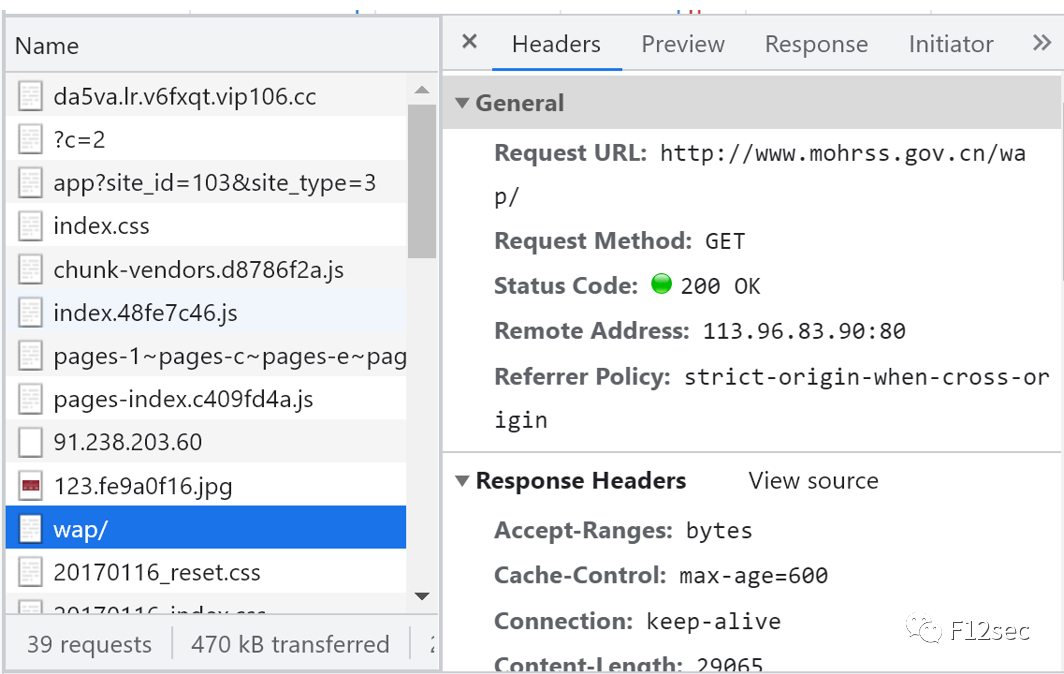 Name
da5va.lr.v6fxqt.vip106.cc
?c=2
app?site_id=103&site_type=3
index.css
chunk-vendors.d8786f2a.js
index.48fe7c46.js
pages-1~pages-c~pages-e~pag
pages-index.c409fd4a.js
91.238.203.60
123.fe9a0f16.jpg
wap/
20170116_reset.css
20170116_index.css
39 requests
470 kB transferred
Headers
Preview
Response
Initiator
General
Request URL: http://www.mohrss.gov.cn/wa
p/
Request Method: GET
Status Code: 200 OK
Remote Address: 113.96.83.90:80
Referrer Policy: strict-origin-when-cross-or
igin
Response Headers View source
Accept-Ranges: bytes
Cache-Control: max-age=600
Connection: keep-alive
Content-Length: 29065
F12sec